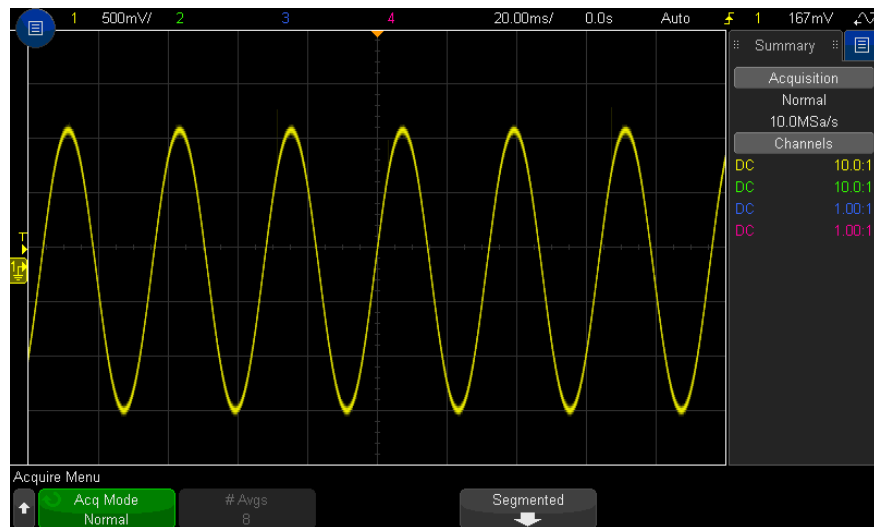 1 500mV/ 2 3 4 20.00ms/ 0.0s Auto 1 167mV
Summary
Acquisition
Normal
10.0MSa/s
Channels
DC 10.0:1
DC 10.0:1
DC 1.00:1
DC 1.00:1
T
1
Acquire Menu
Acq Mode # Avgs Segmented
Normal 8